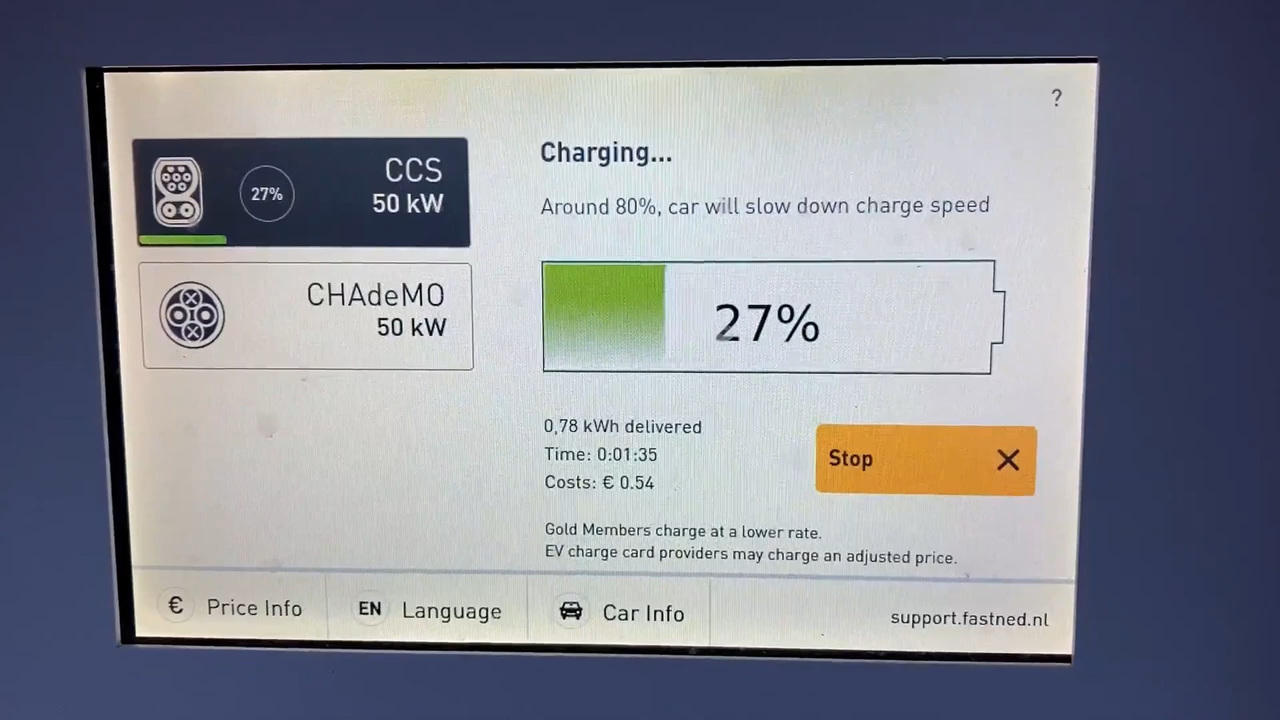 ?
CCS
27%
50 kW
CHAdeMO
50 kW
Charging...
Around 80%, car will slow down charge speed
27%
0,78 kWh delivered
Time: 0:01:35
Costs: € 0.54
Stop
Gold Members charge at a lower rate.
EV charge card providers may charge an adjusted price.
€ Price Info
EN Language
Car Info
support.fastned.nl